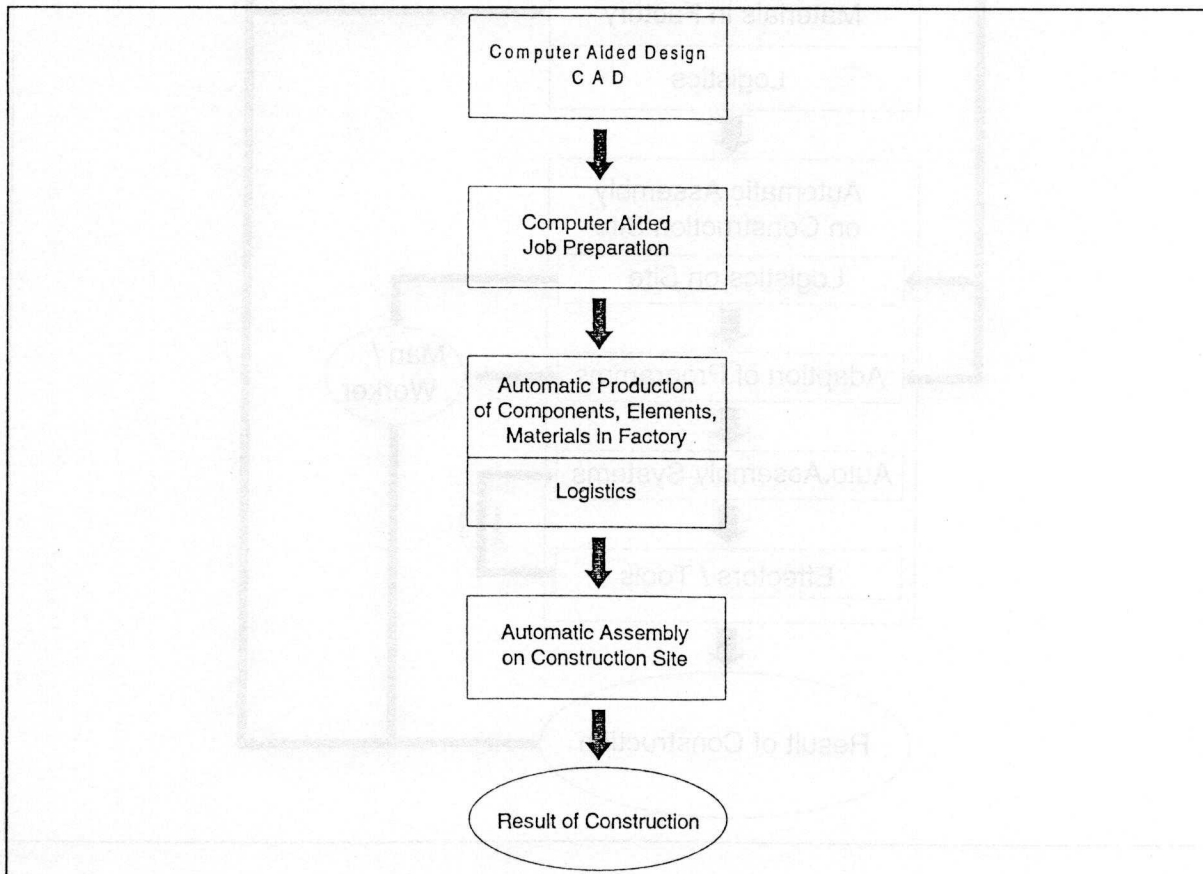 Computer Aided Design
C A D
Computer Aided
Job Preparation
Automatic Production
of Components, Elements,
Materials in Factory
Logistics
Automatic Assembly
on Construction Site
Result of Construction